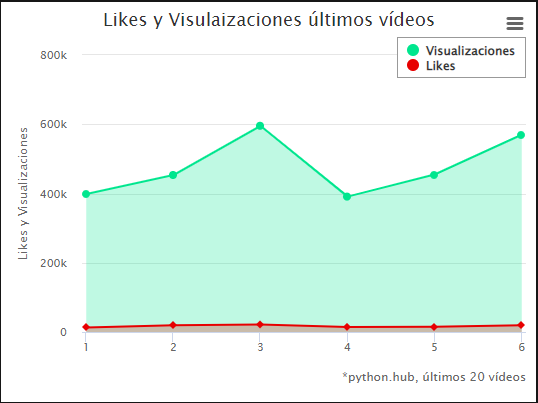 Likes y Visulaizaciones últimos vídeos
Visualizaciones
Likes
Likes y Visualizaciones
800k
600k
400k
200k
0
1 2 3 4 5 6
*python.hub, últimos 20 vídeos